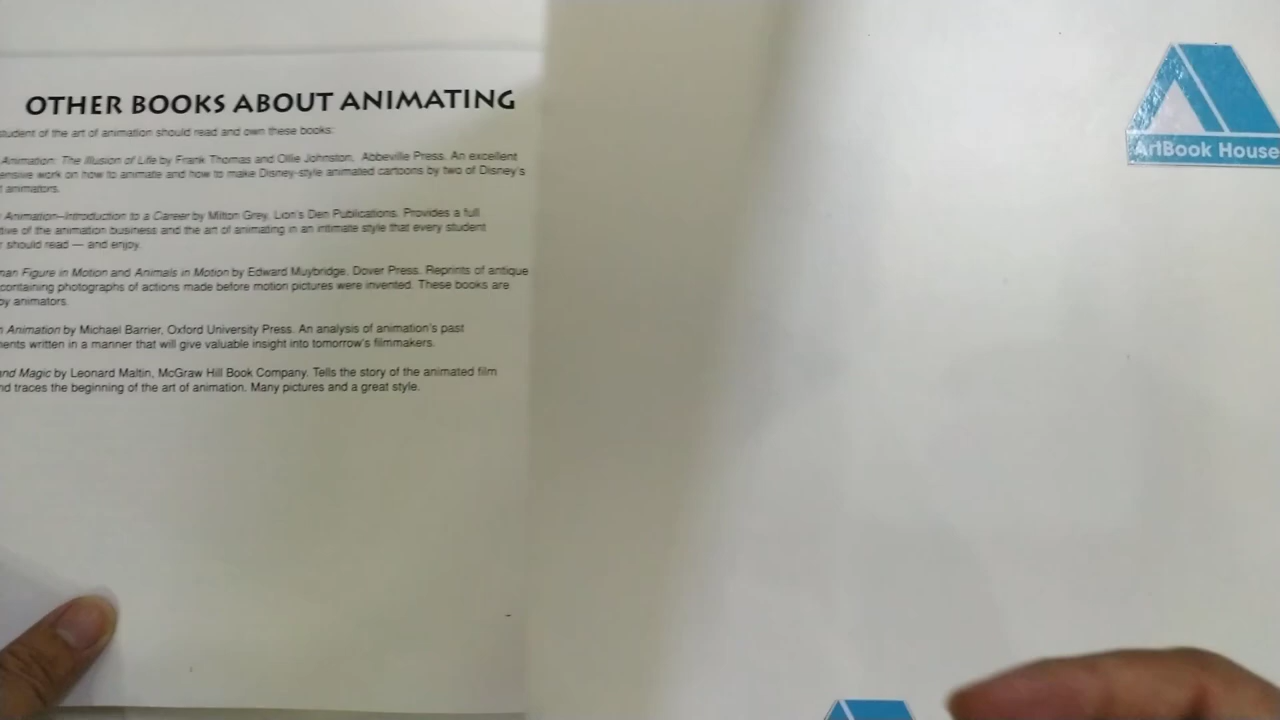 OTHER BOOKS ABOUT ANIMATING
student of the art of animation should read and own these books:
Animation: The Illusion of Life by Frank Thomas and Ollie Johnston, Abbeville Press. An excellent
ensive work on how to animate and how to make Disney-style animated cartoons by two of Disney's
t animators.
Animation—Introduction to a Career by Milton Grey, Lion's Den Publications. Provides a full
tive of the animation business and the art of animating in an intimate style that every student
r should read — and enjoy.
man Figure in Motion and Animals in Motion by Edward Muybridge, Dover Press. Reprints of antique
containing photographs of actions made before motion pictures were invented. These books are
by animators.
n Animation by Michael Barrier, Oxford University Press. An analysis of animation's past
ments written in a manner that will give valuable insight into tomorrow's filmmakers.
and Magic by Leonard Maltin, McGraw Hill Book Company. Tells the story of the animated film
nd traces the beginning of the art of animation. Many pictures and a great style.
ArtBook House